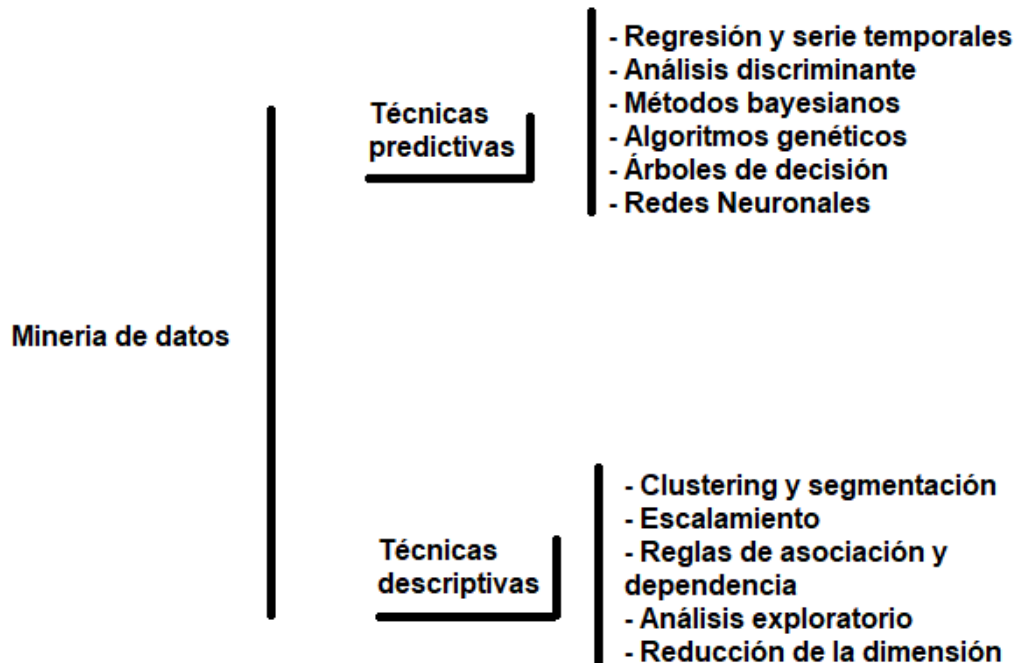 Mineria de datos
Técnicas
predictivas
- Regresión y serie temporales
- Análisis discriminante
- Métodos bayesianos
- Algoritmos genéticos
- Árboles de decisión
- Redes Neuronales
Técnicas
descriptivas
- Clustering y segmentación
- Escalamiento
- Reglas de asociación y
dependencia
- Análisis exploratorio
- Reducción de la dimensión